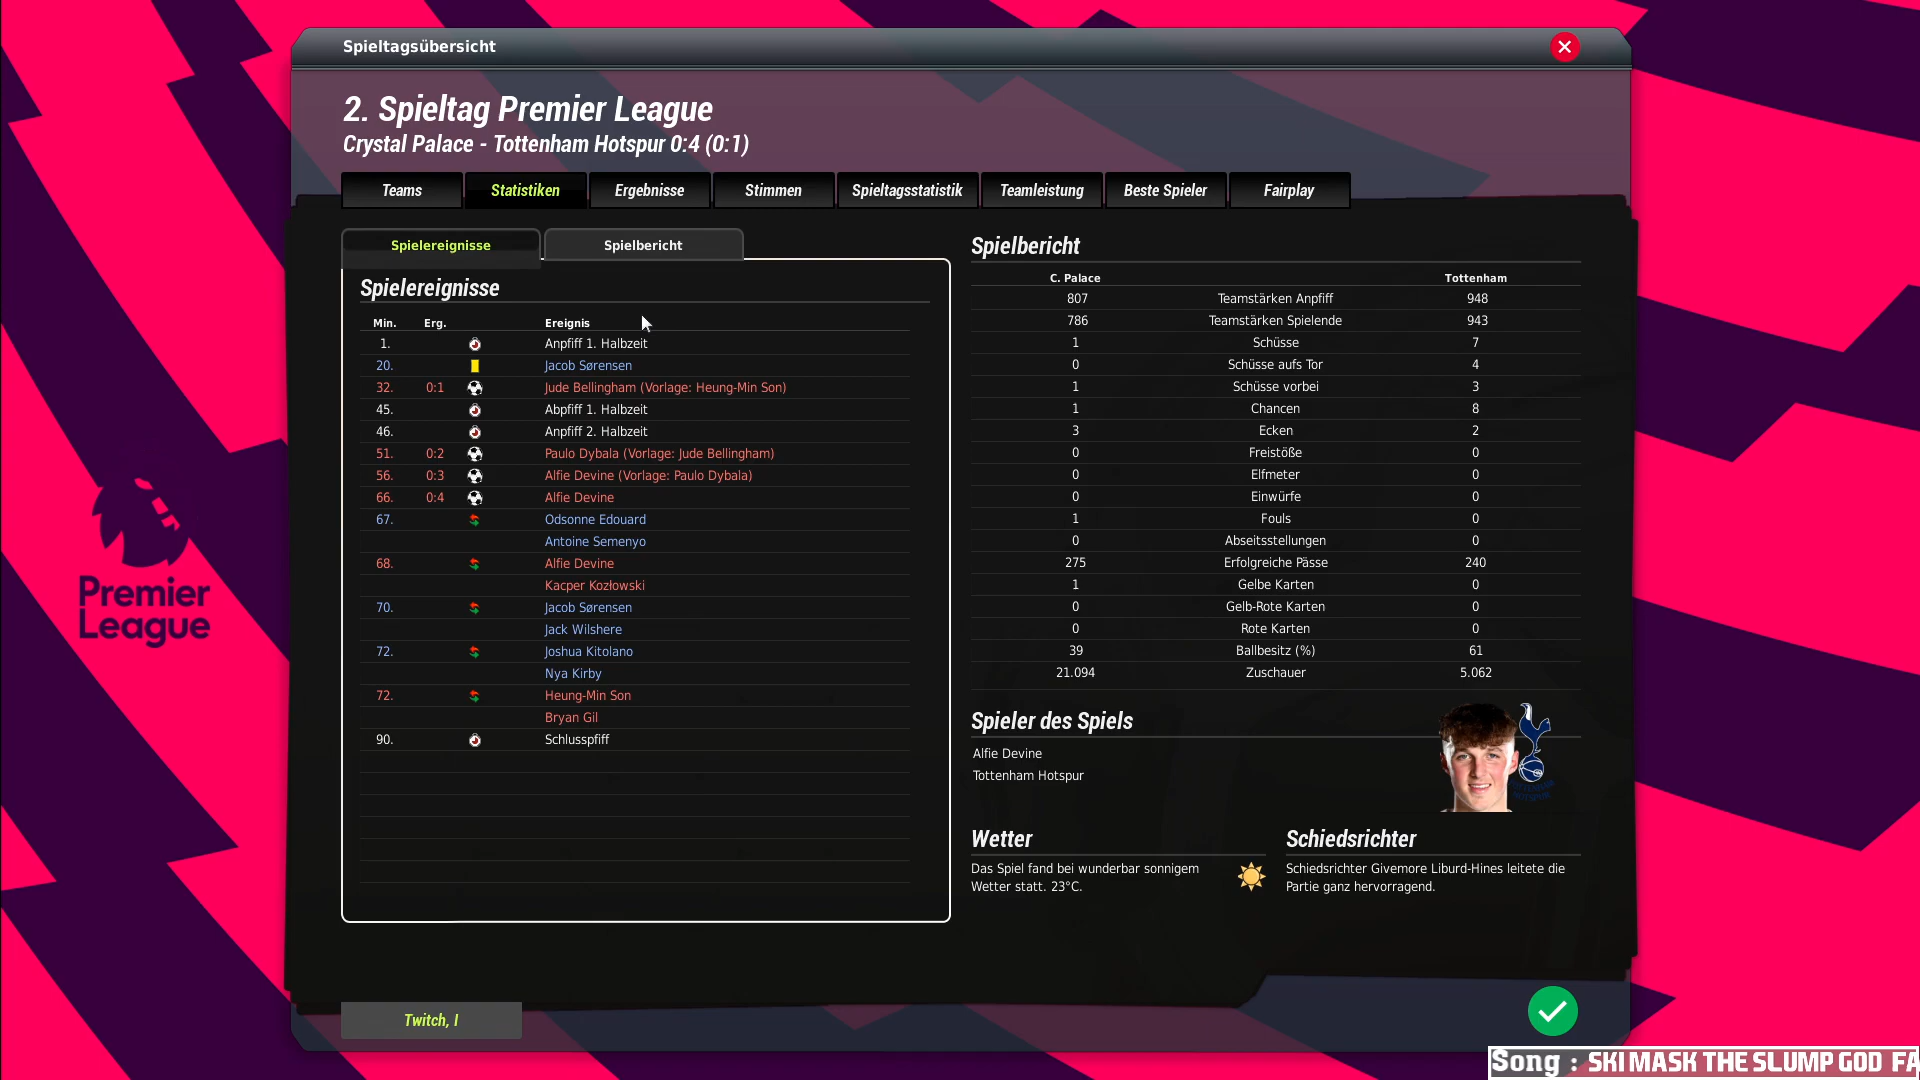 Spieltagsübersicht
2. Spieltag Premier League
Crystal Palace - Tottenham Hotspur 0:4 (0:1)
Teams Statistiken Ergebnisse Stimmen Spieltagsstatistik Teamleistung Beste Spieler Fairplay
Spielereignisse Spielbericht
Spielereignisse
Min. Erg. Ereignis
1. Anpfiff 1. Halbzeit
20. Jacob Sørensen
32. 0:1 Jude Bellingham (Vorlage: Heung-Min Son)
45. Abpfiff 1. Halbzeit
46. Anpfiff 2. Halbzeit
51. 0:2 Paulo Dybala (Vorlage: Jude Bellingham)
56. 0:3 Alfie Devine (Vorlage: Paulo Dybala)
66. 0:4 Alfie Devine
67. Odsonne Edouard
Antoine Semenyo
68. Alfie Devine
Kacper Kozłowski
70. Jacob Sørensen
Jack Wilshere
72. Joshua Kitolano
Nya Kirby
72. Heung-Min Son
Bryan Gil
90. Schlusspfiff
Spielbericht
C. Palace Tottenham
807 Teamstärken Anpfiff 948
786 Teamstärken Spielende 943
1 Schüsse 7
0 Schüsse aufs Tor 4
1 Schüsse vorbei 3
1 Chancen 8
3 Ecken 2
0 Freistöße 0
0 Elfmeter 0
0 Einwürfe 0
1 Fouls 0
0 Abseitsstellungen 0
275 Erfolgreiche Pässe 240
1 Gelbe Karten 0
0 Gelb-Rote Karten 0
0 Rote Karten 0
39 Ballbesitz (%) 61
21.094 Zuschauer 5.062
Spieler des Spiels
Alfie Devine
Tottenham Hotspur
TOTTENHAM
HOTSPUR
Wetter
Das Spiel fand bei wunderbar sonnigem
Wetter statt. 23°C.
Schiedsrichter
Schiedsrichter Givemore Liburd-Hines leitete die
Partie ganz hervorragend.
Premier
League
Twitch, I
Song : SKI MASK THE SLUMP GOD FA